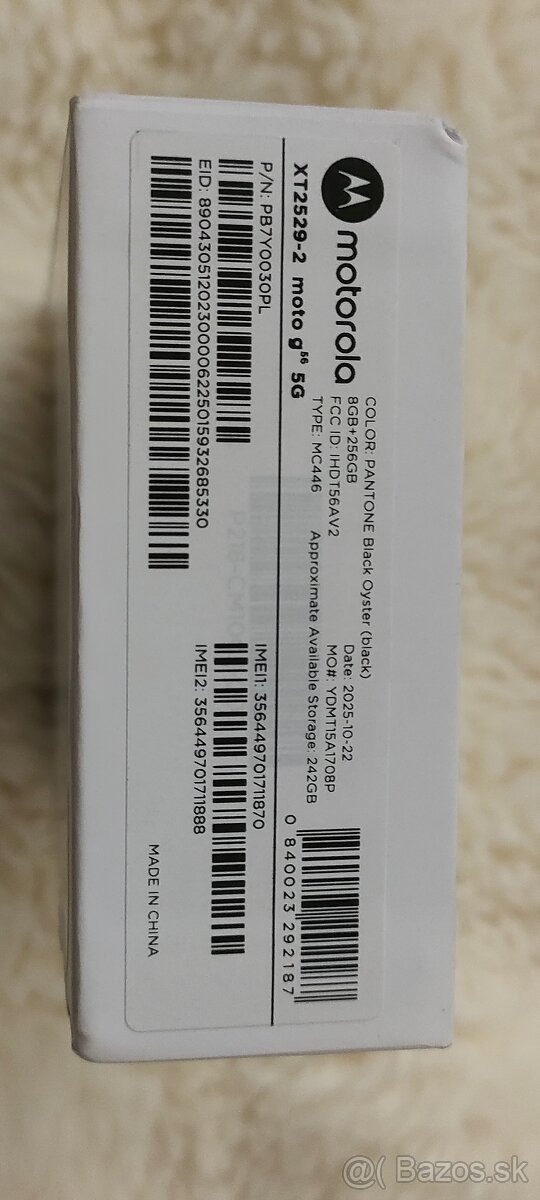 motorola
COLOR: PANTONE Black Oyster (black)
8GB+256GB
Date: 2025-10-22
FCC ID: IHDT56AV2
MO#: YDMT15A1708P
TYPE: MC446
Approximate Available Storage: 242GB
XT2529-2 moto g56 5G
0 840023 292187
P/N: PB7Y0030PL
IMEI1: 356449701711870
EID: 890430512023000006225015932685330
IMEI2: 356449701711888
MADE IN CHINA
@( Bazos.sk